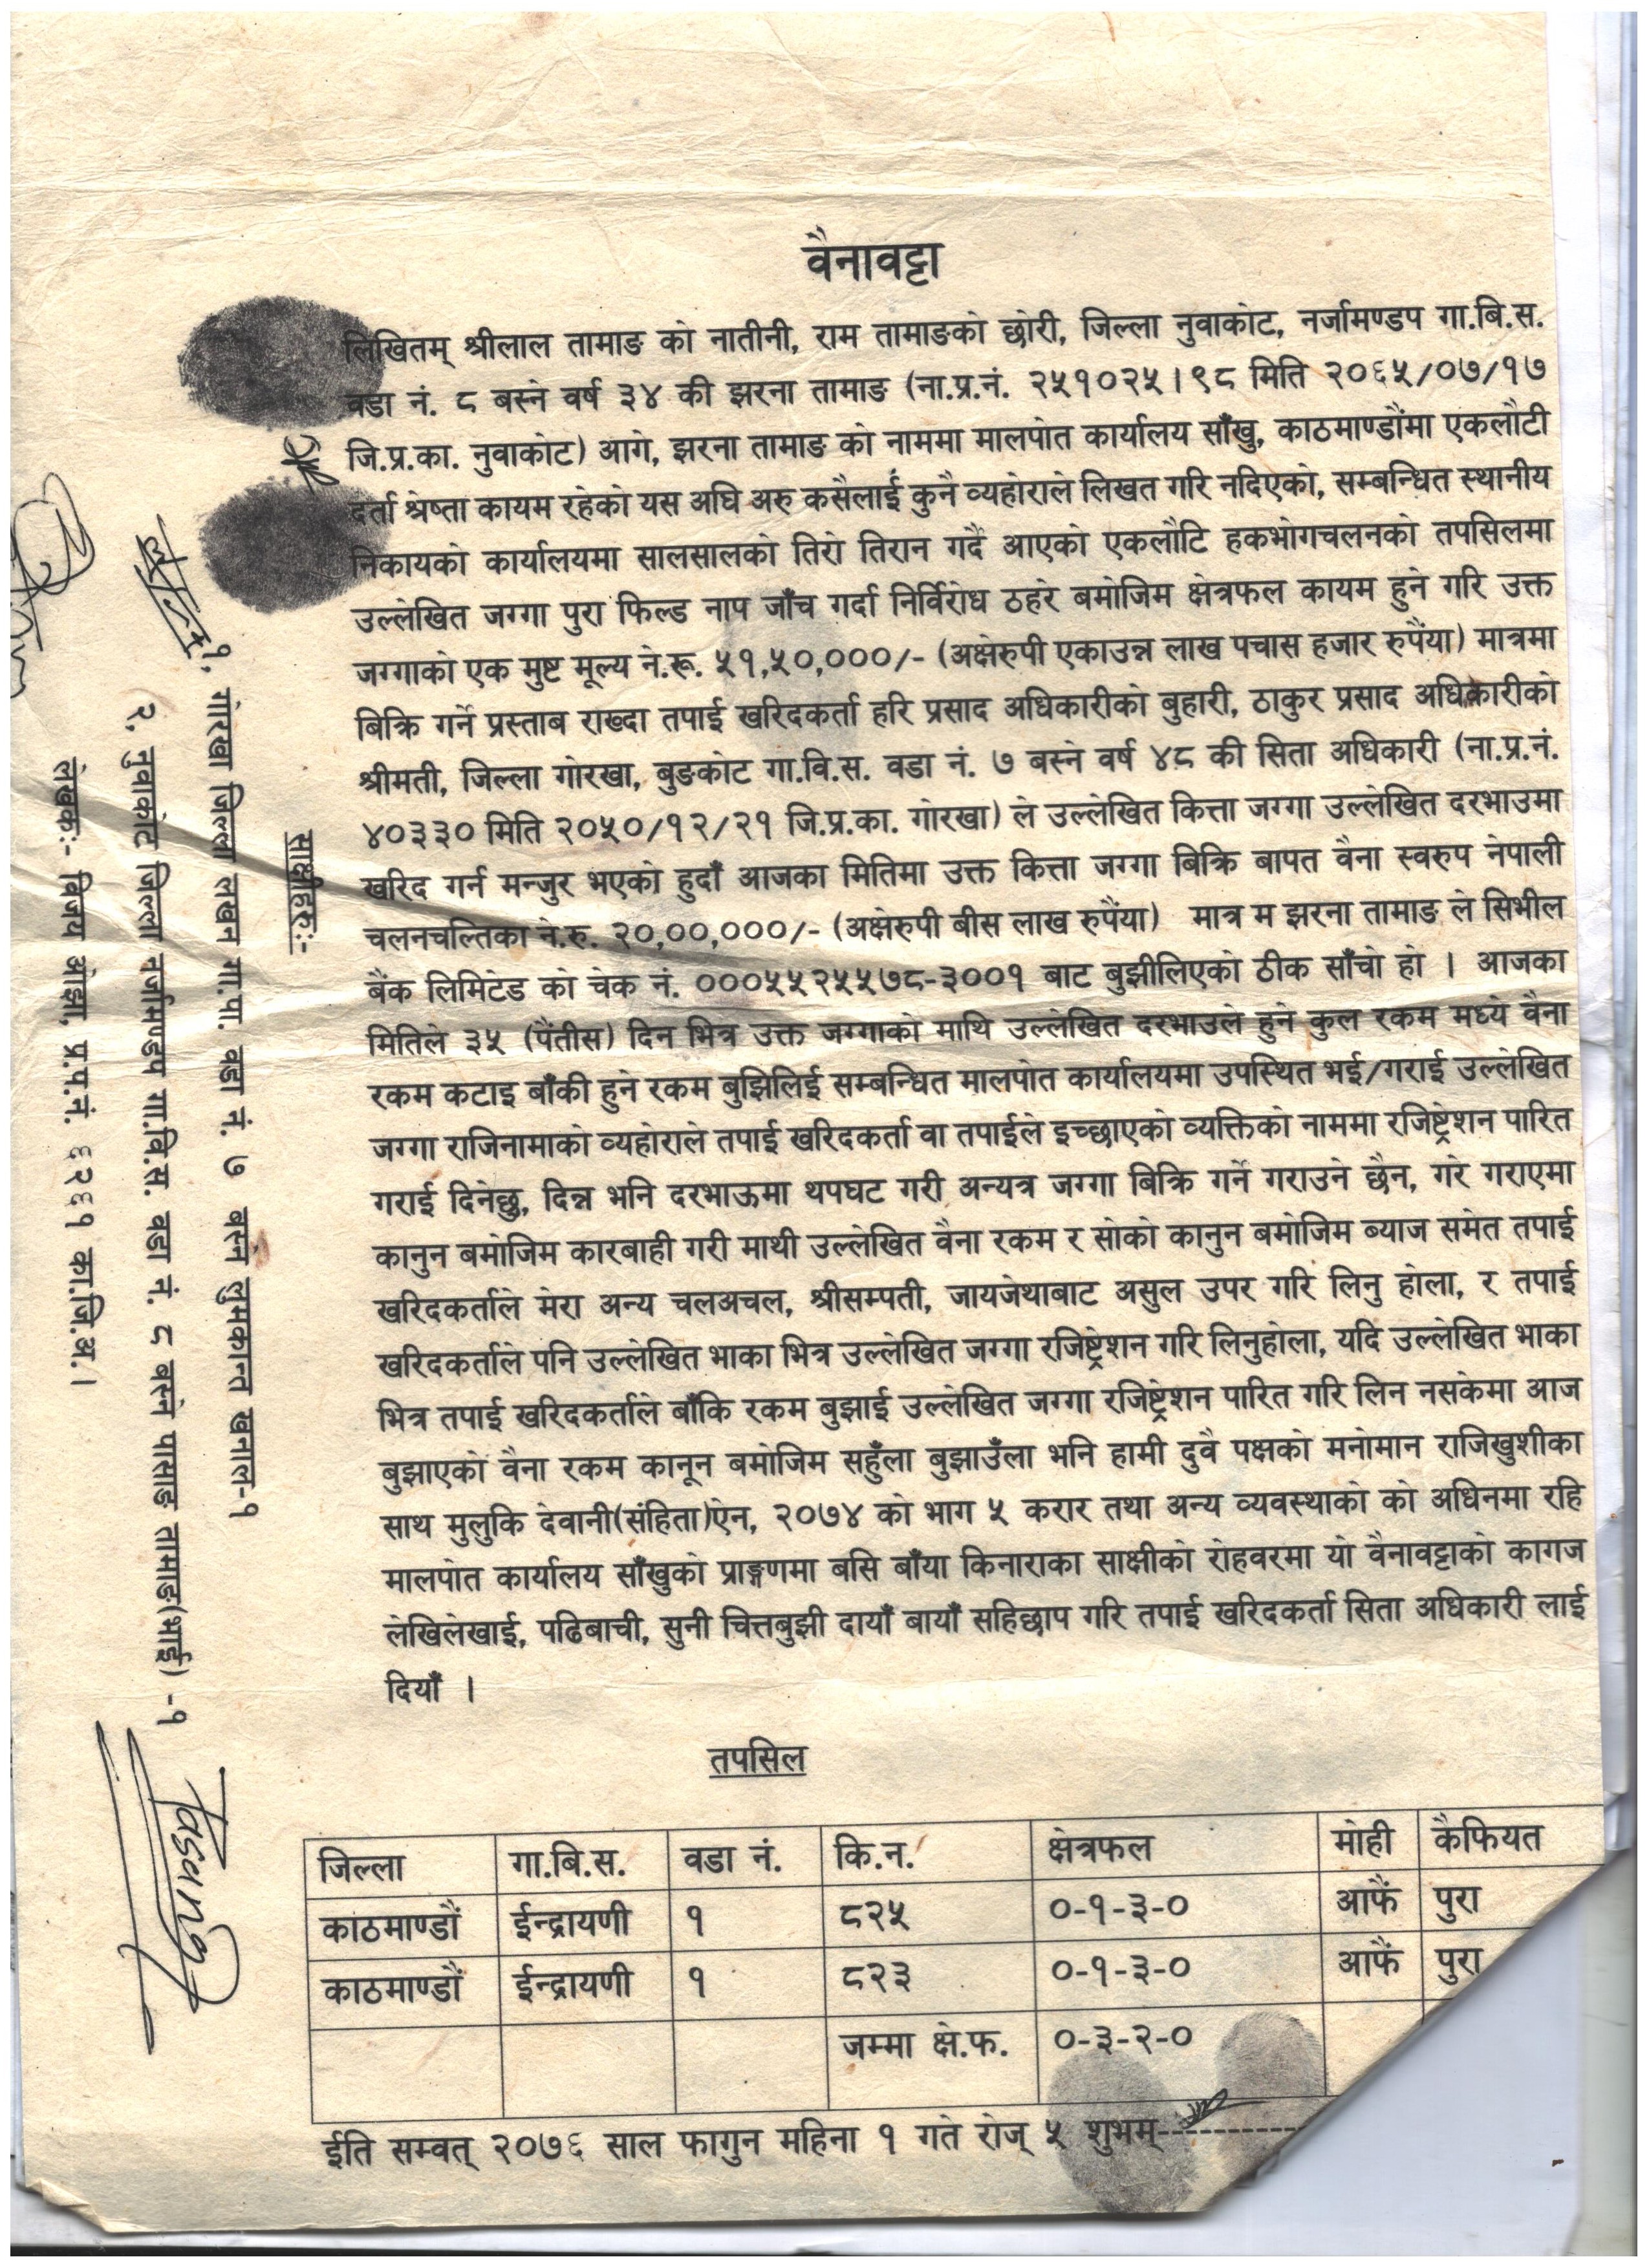 वैनावट्टा
लिखितम् श्रीलाल तामाङ को नातीनी, राम तामाङको छोरी, जिल्ला नुवाकोट, नर्जामण्डप गा.बि.स.
वडा नं. ८ बस्ने वर्ष ३४ की झरना तामाङ (ना.प्र.नं. २५१०२५।९८ मिति २०६५/०७/१७
जि.प्र.का. नुवाकोट) आगे, झरना तामाङ को नाममा मालपोत कार्यालय साँखु, काठमाण्डौंमा एकलौटी
दर्ता श्रेष्ता कायम रहेको यस अघि अरु कसैलाई कुनै व्यहोराले लिखत गरि नदिएको, सम्बन्धित स्थानीय
निकायको कार्यालयमा सालसालको तिरो तिरान गर्दै आएको एकलौटि हकभोगचलनको तपसिलमा
उल्लेखित जग्गा पुरा फिल्ड नाप जाँच गर्दा निर्विरोध ठहरे बमोजिम क्षेत्रफल कायम हुने गरि उक्त
जग्गाको एक मुष्ट मूल्य ने.रू. ५१,५०,०००/- (अक्षेरुपी एकाउन्न लाख पचास हजार रुपैंया) मात्रमा
बिक्रि गर्ने प्रस्ताब राख्दा तपाई खरिदकर्ता हरि प्रसाद अधिकारीको बुहारी, ठाकुर प्रसाद अधिकारीको
श्रीमती, जिल्ला गोरखा, बुङकोट गा.वि.स. वडा नं. ७ बस्ने वर्ष ४८ की सिता अधिकारी (ना.प्र.नं.
४०३३० मिति २०५०/१२/२१ जि.प्र.का. गोरखा) ले उल्लेखित कित्ता जग्गा उल्लेखित दरभाउमा
खरिद गर्न मन्जुर भएको हुदाँ आजका मितिमा उक्त कित्ता जग्गा बिक्रि बापत वैना स्वरुप नेपाली
चलनचल्तिका ने.रु. २०,००,०००/- (अक्षेरुपी बीस लाख रुपैंया) मात्र म झरना तामाङ ले सिभील
बैंक लिमिटेड को चेक नं. ०००५५२५५७८-३००१ बाट बुझीलिएको ठीक साँचो हो । आजका
मितिले ३५ (पैंतीस) दिन भित्र उक्त जग्गाको माथि उल्लेखित दरभाउले हुने कुल रकम मध्ये वैना
रकम कटाइ बाँकी हुने रकम बुझिलिई सम्बन्धित मालपोत कार्यालयमा उपस्थित भई/गराई उल्लेखित
जग्गा राजिनामाको व्यहोराले तपाई खरिदकर्ता वा तपाईले इच्छाएको व्यक्तिको नाममा रजिष्ट्रेशन पारित
गराई दिनेछु, दिन्न भनि दरभाऊमा थपघट गरी अन्यत्र जग्गा बिक्रि गर्ने गराउने छैन, गरे गराएमा
कानुन बमोजिम कारबाही गरी माथी उल्लेखित वैना रकम र सोको कानुन बमोजिम ब्याज समेत तपाई
खरिदकर्ताले मेरा अन्य चलअचल, श्रीसम्पती, जायजेथाबाट असुल उपर गरि लिनु होला, र तपाई
खरिदकर्ताले पनि उल्लेखित भाका भित्र उल्लेखित जग्गा रजिष्ट्रेशन गरि लिनुहोला, यदि उल्लेखित भाका
भित्र तपाई खरिदकर्ताले बाँकि रकम बुझाई उल्लेखित जग्गा रजिष्ट्रेशन पारित गरि लिन नसकेमा आज
बुझाएको वैना रकम कानून बमोजिम सहुँला बुझाउँला भनि हामी दुवै पक्षको मनोमान राजिखुशीका
साथ मुलुकि देवानी(संहिता)ऐन, २०७४ को भाग ५ करार तथा अन्य व्यवस्थाको को अधिनमा रहि
मालपोत कार्यालय साँखुको प्राङ्गणमा बसि बाँया किनाराका साक्षीको रोहवरमा यो वैनावट्टाको कागज
लेखिलेखाई, पढिबाची, सुनी चित्तबुझी दायाँ बायाँ सहिछाप गरि तपाई खरिदकर्ता सिता अधिकारी लाई
दियाँ ।
साक्षीहरुः-
१. गोरखा जिल्ला लखन गा.पा. वडा नं. ७ बस्ने लुमकान्त खनाल-१
२. नुवाकोट जिल्ला नर्जामण्डप गा.वि.स. वडा नं. ८ बस्ने पासाङ तामाङ(भाई) -१
लेखकः- विजय ओझा, प्र.प.नं. ६२६१ का.जि.अ.।
तपसिल
जिल्ला गा.बि.स. वडा नं. कि.न. क्षेत्रफल मोही कैफियत
काठमाण्डौं ईन्द्रायणी १ ८२५ ०-१-३-० आफैं पुरा
काठमाण्डौं ईन्द्रायणी १ ८२३ ०-१-३-० आफैं पुरा
जम्मा क्षे.फ. ०-३-२-०
ईति सम्वत् २०७६ साल फागुन महिना १ गते रोज् ५ शुभम्-----------